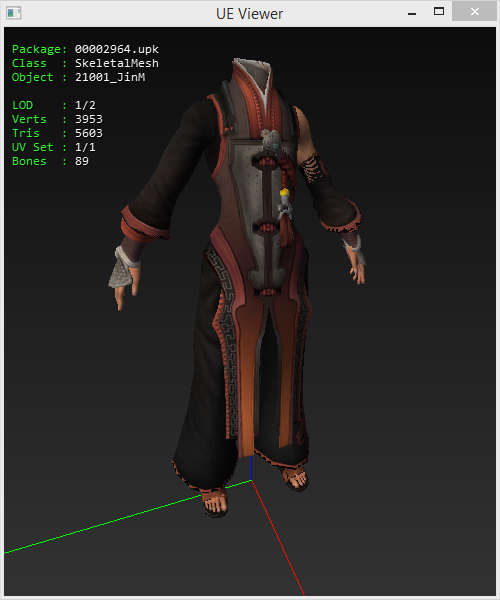 UE Viewer
Package: 00002964.upk
Class  : SkeletalMesh
Object : 21001_JinM
LOD    : 1/2
Verts  : 3953
Tris   : 5603
UV Set : 1/1
Bones  : 89